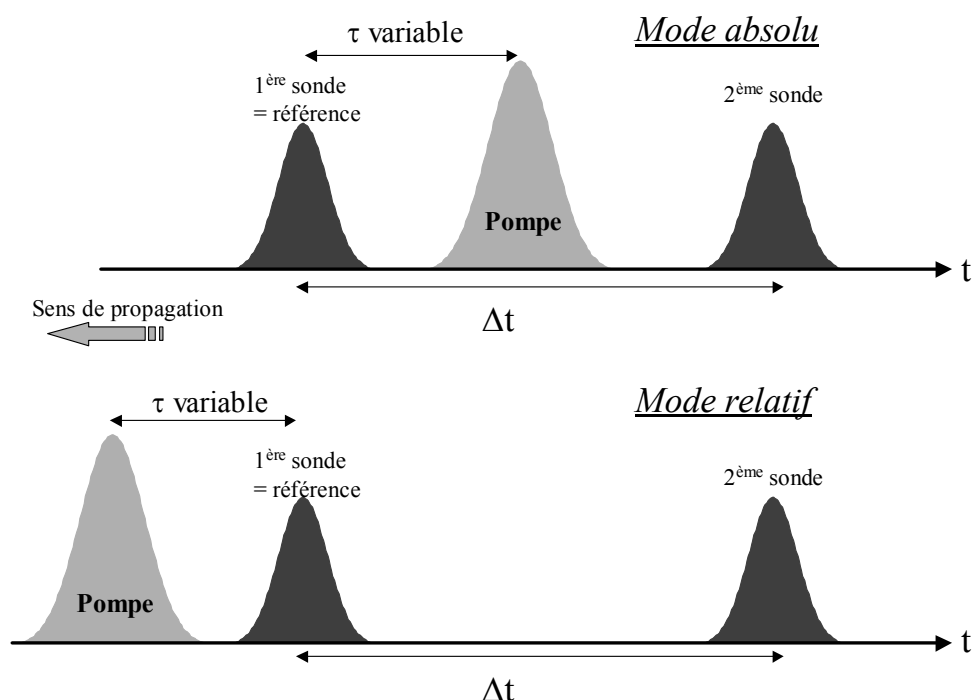 Mode absolu
τ variable
1ère sonde
= référence
2ème sonde
Pompe
t
Sens de propagation
Δt
Mode relatif
τ variable
1ère sonde
= référence
2ème sonde
Pompe
t
Δt